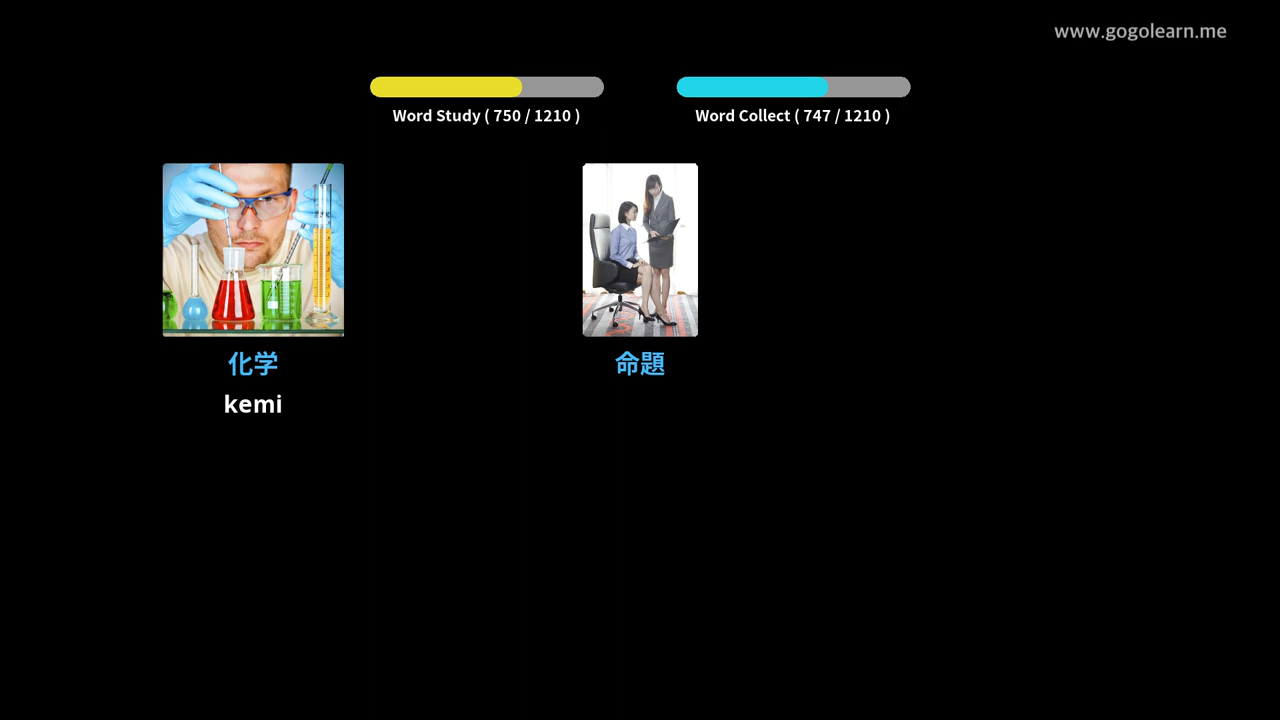 www.gogolearn.me
Word Study ( 750 / 1210 )
Word Collect ( 747 / 1210 )
化学
kemi
命題